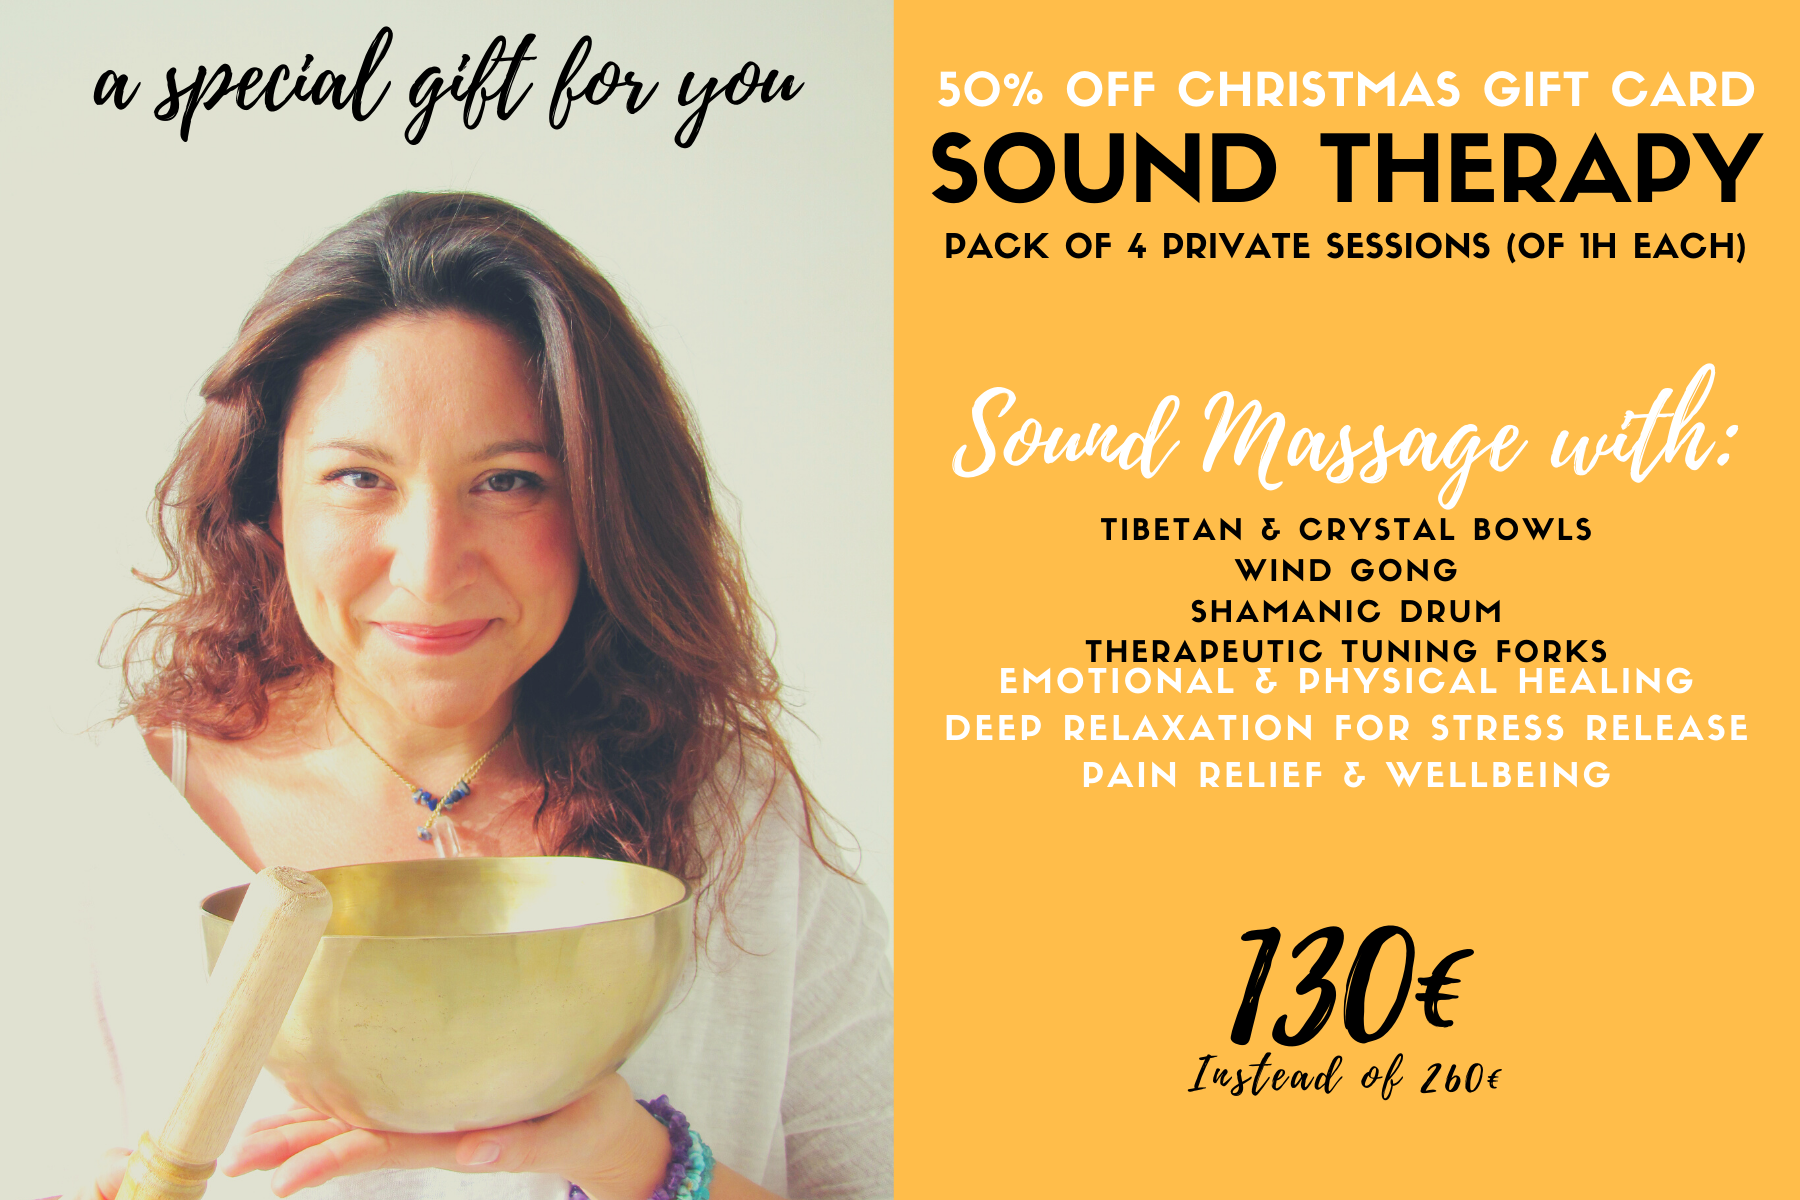 a special gift for you
50% OFF CHRISTMAS GIFT CARD
SOUND THERAPY
PACK OF 4 PRIVATE SESSIONS (OF 1H EACH)
Sound Massage with:
TIBETAN & CRYSTAL BOWLS
WIND GONG
SHAMANIC DRUM
THERAPEUTIC TUNING FORKS
EMOTIONAL & PHYSICAL HEALING
DEEP RELAXATION FOR STRESS RELEASE
PAIN RELIEF & WELLBEING
130€
Instead of 260€